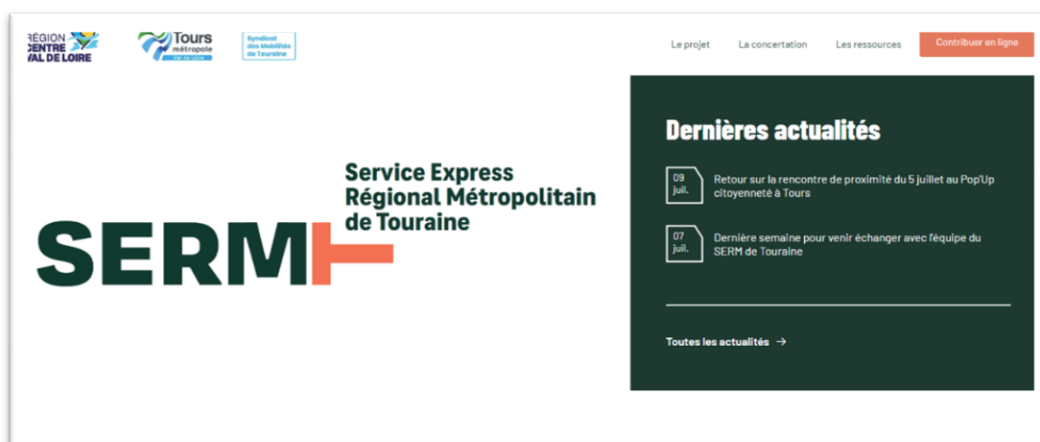 RÉGION
CENTRE
VAL DE LOIRE
Tours
métropole
Syndicat
des Mobilités
de Touraine
Le projet
La concertation
Les ressources
Contribuer en ligne
SERM
Service Express
Régional Métropolitain
de Touraine
Dernières actualités
09
juil.
Retour sur la rencontre de proximité du 5 juillet au Pop'Up
citoyenneté à Tours
07
juil.
Dernière semaine pour venir échanger avec l'équipe du
SERM de Touraine
Toutes les actualités →